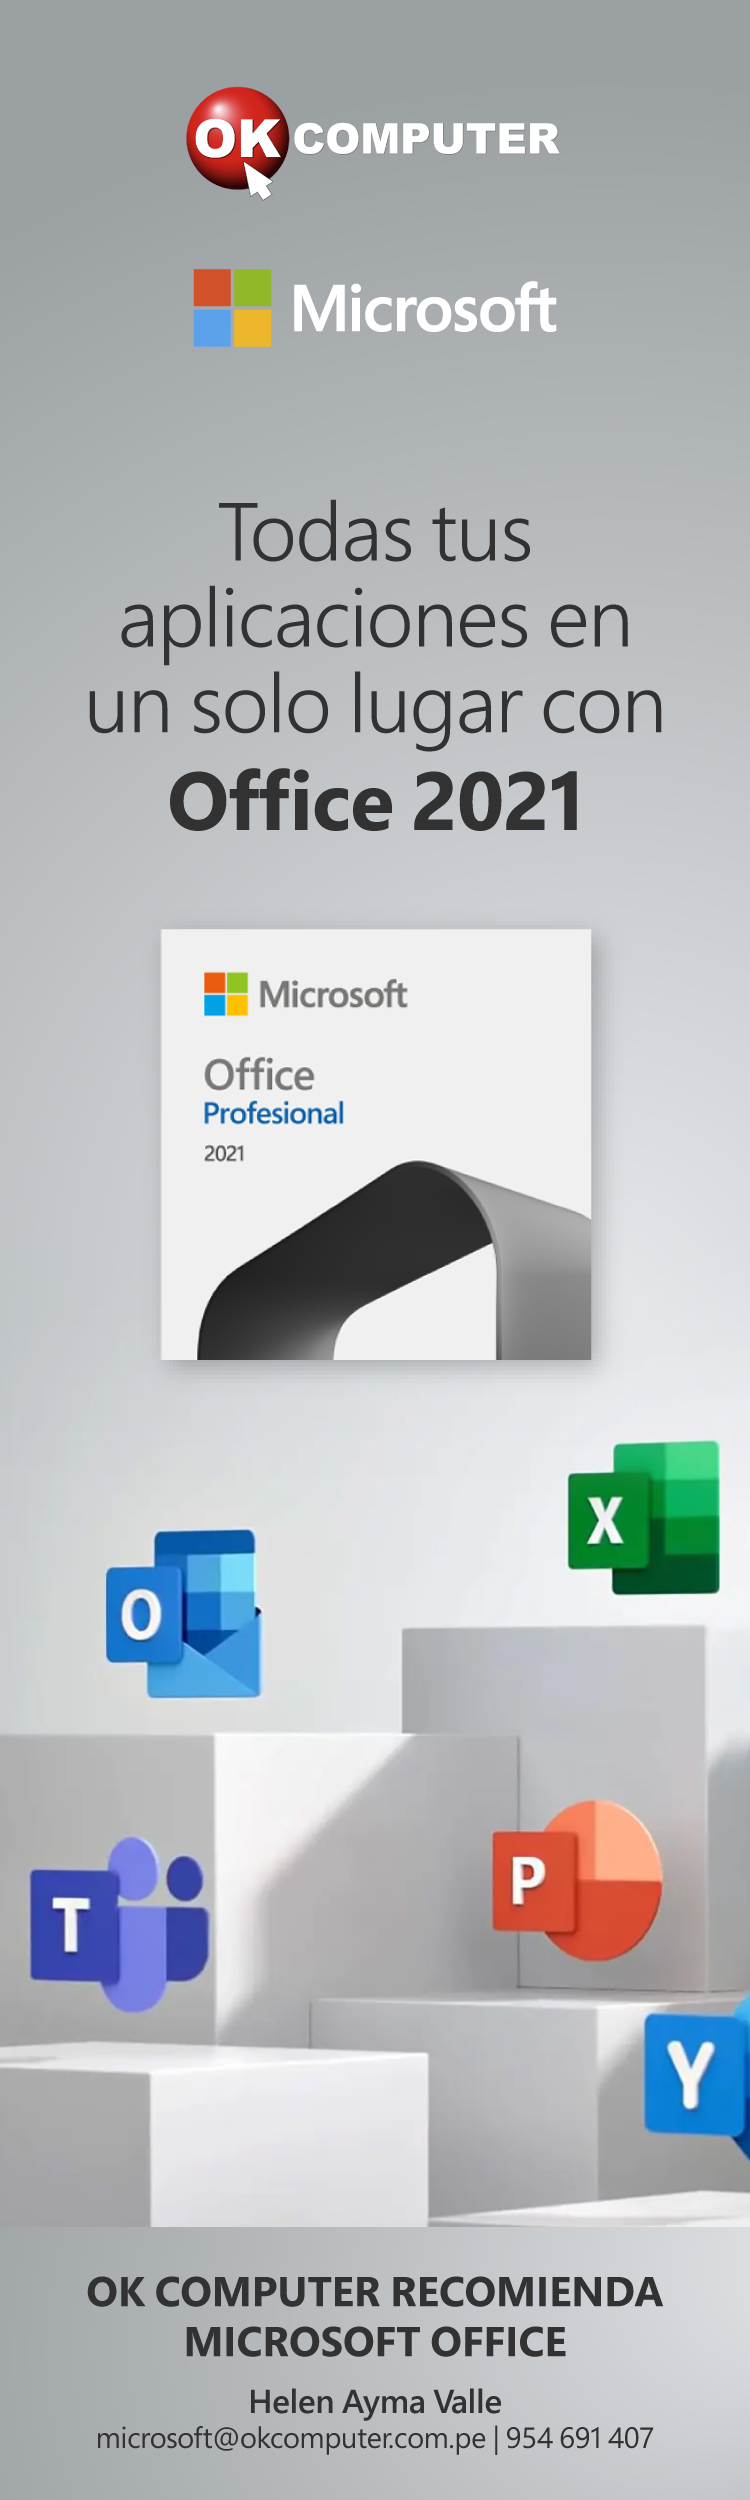 OK COMPUTER
Microsoft
Todas tus
aplicaciones en
un solo lugar con
Office 2021
Microsoft
Office
Profesional
2021
X
O
P
T
Y
OK COMPUTER RECOMIENDA
MICROSOFT OFFICE
Helen Ayma Valle
microsoft@okcomputer.com.pe | 954 691 407